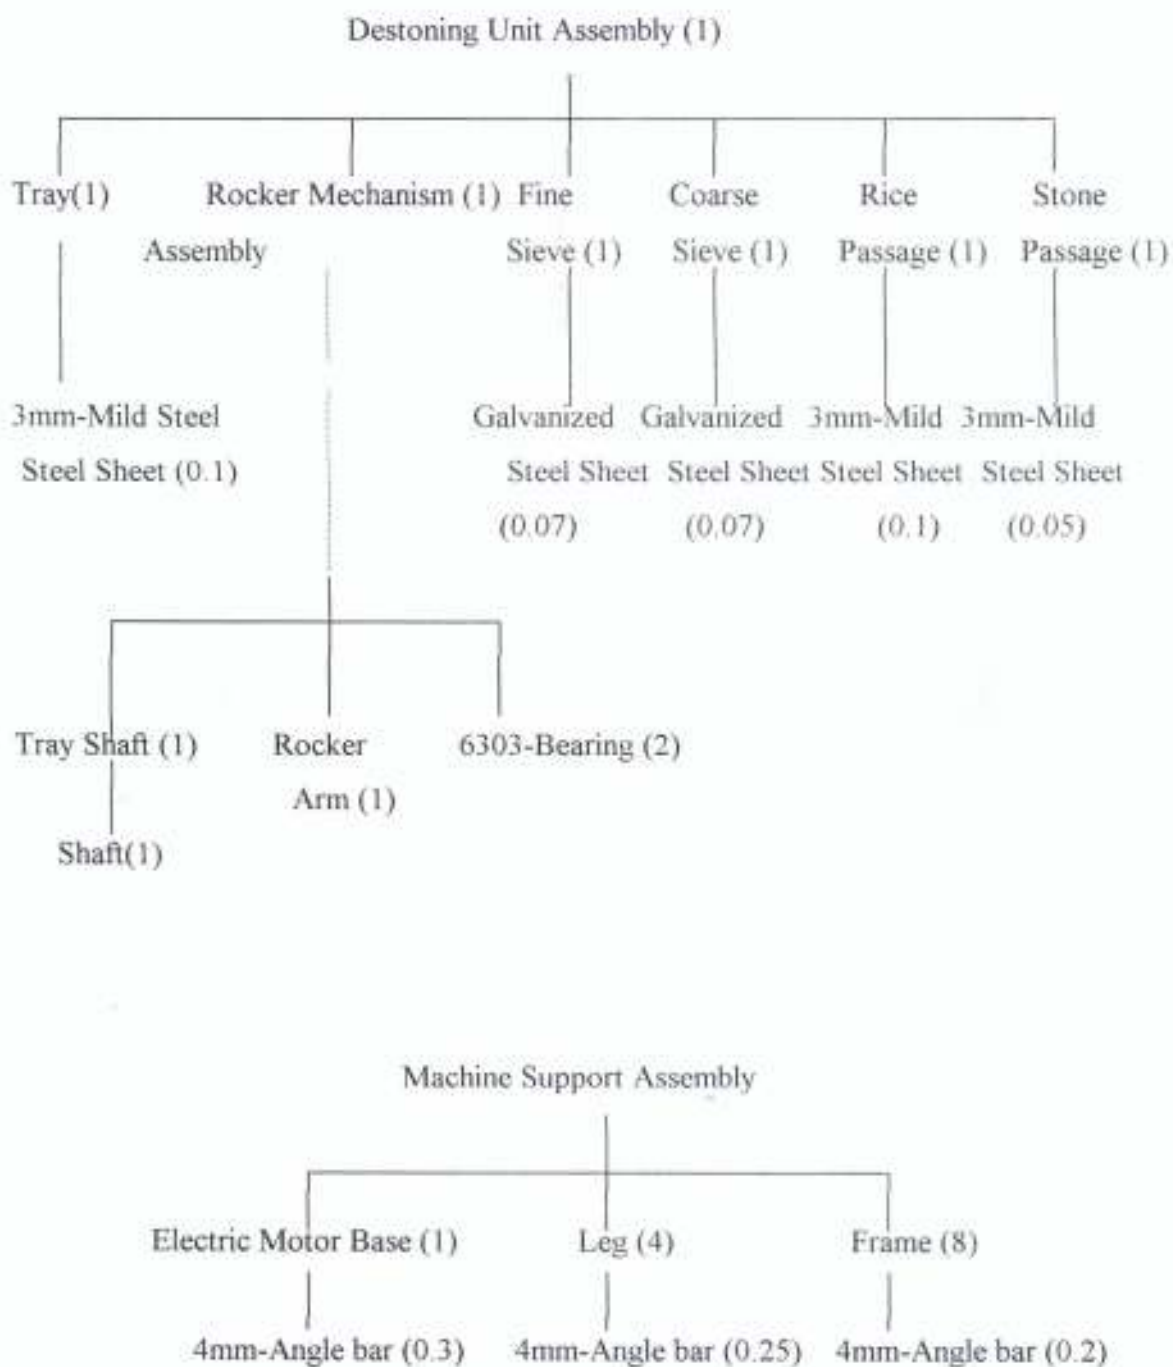 Destoning Unit Assembly (1)
Tray(1) Rocker Mechanism (1) Fine Coarse Rice Stone
Assembly Sieve (1) Sieve (1) Passage (1) Passage (1)
3mm-Mild Steel Galvanized Galvanized 3mm-Mild 3mm-Mild
Steel Sheet (0.1) Steel Sheet Steel Sheet Steel Sheet Steel Sheet
(0.07) (0.07) (0.1) (0.05)
Tray Shaft (1) Rocker 6303-Bearing (2)
Arm (1)
Shaft(1)
Machine Support Assembly
Electric Motor Base (1) Leg (4) Frame (8)
4mm-Angle bar (0.3) 4mm-Angle bar (0.25) 4mm-Angle bar (0.2)